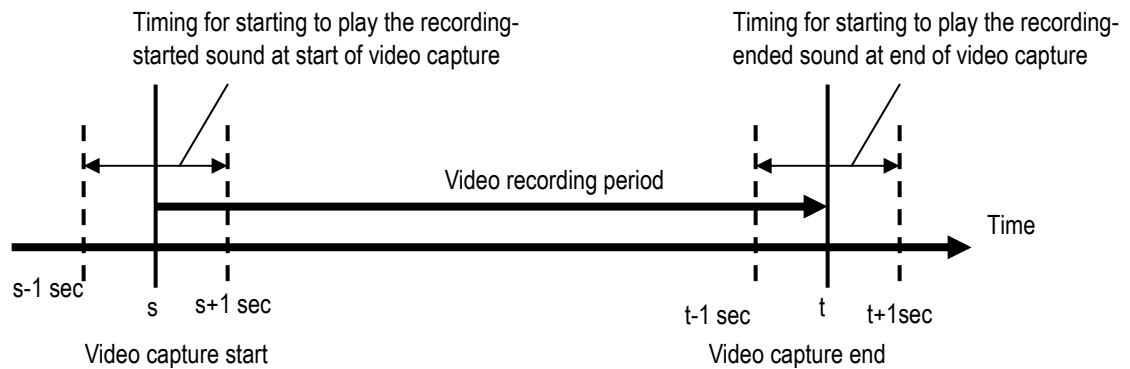 Timing for starting to play the recording-
started sound at start of video capture
Timing for starting to play the recording-
ended sound at end of video capture
Video recording period
Time
s-1 sec
s
s+1 sec
t-1 sec
t
t+1sec
Video capture start
Video capture end